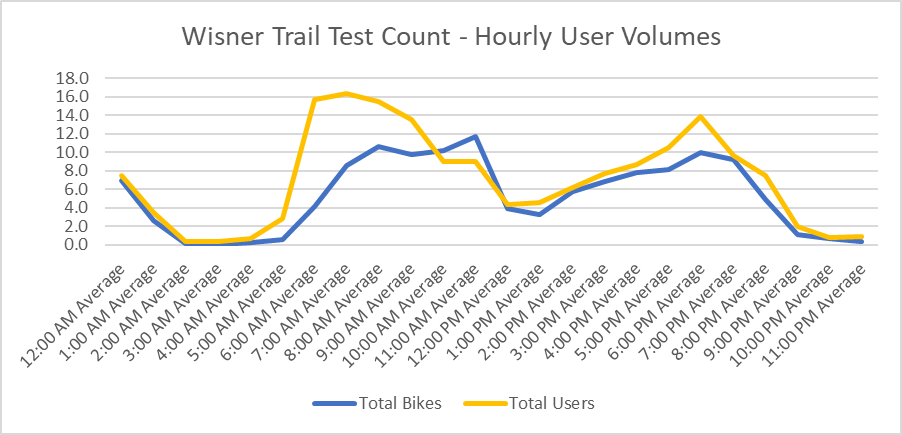 Wisner Trail Test Count - Hourly User Volumes
18.0
16.0
14.0
12.0
10.0
8.0
6.0
4.0
2.0
0.0
12:00 AM Average
1:00 AM Average
2:00 AM Average
3:00 AM Average
4:00 AM Average
5:00 AM Average
6:00 AM Average
7:00 AM Average
8:00 AM Average
9:00 AM Average
10:00 AM Average
11:00 AM Average
12:00 PM Average
1:00 PM Average
2:00 PM Average
3:00 PM Average
4:00 PM Average
5:00 PM Average
6:00 PM Average
7:00 PM Average
8:00 PM Average
9:00 PM Average
10:00 PM Average
11:00 PM Average
Total Bikes
Total Users